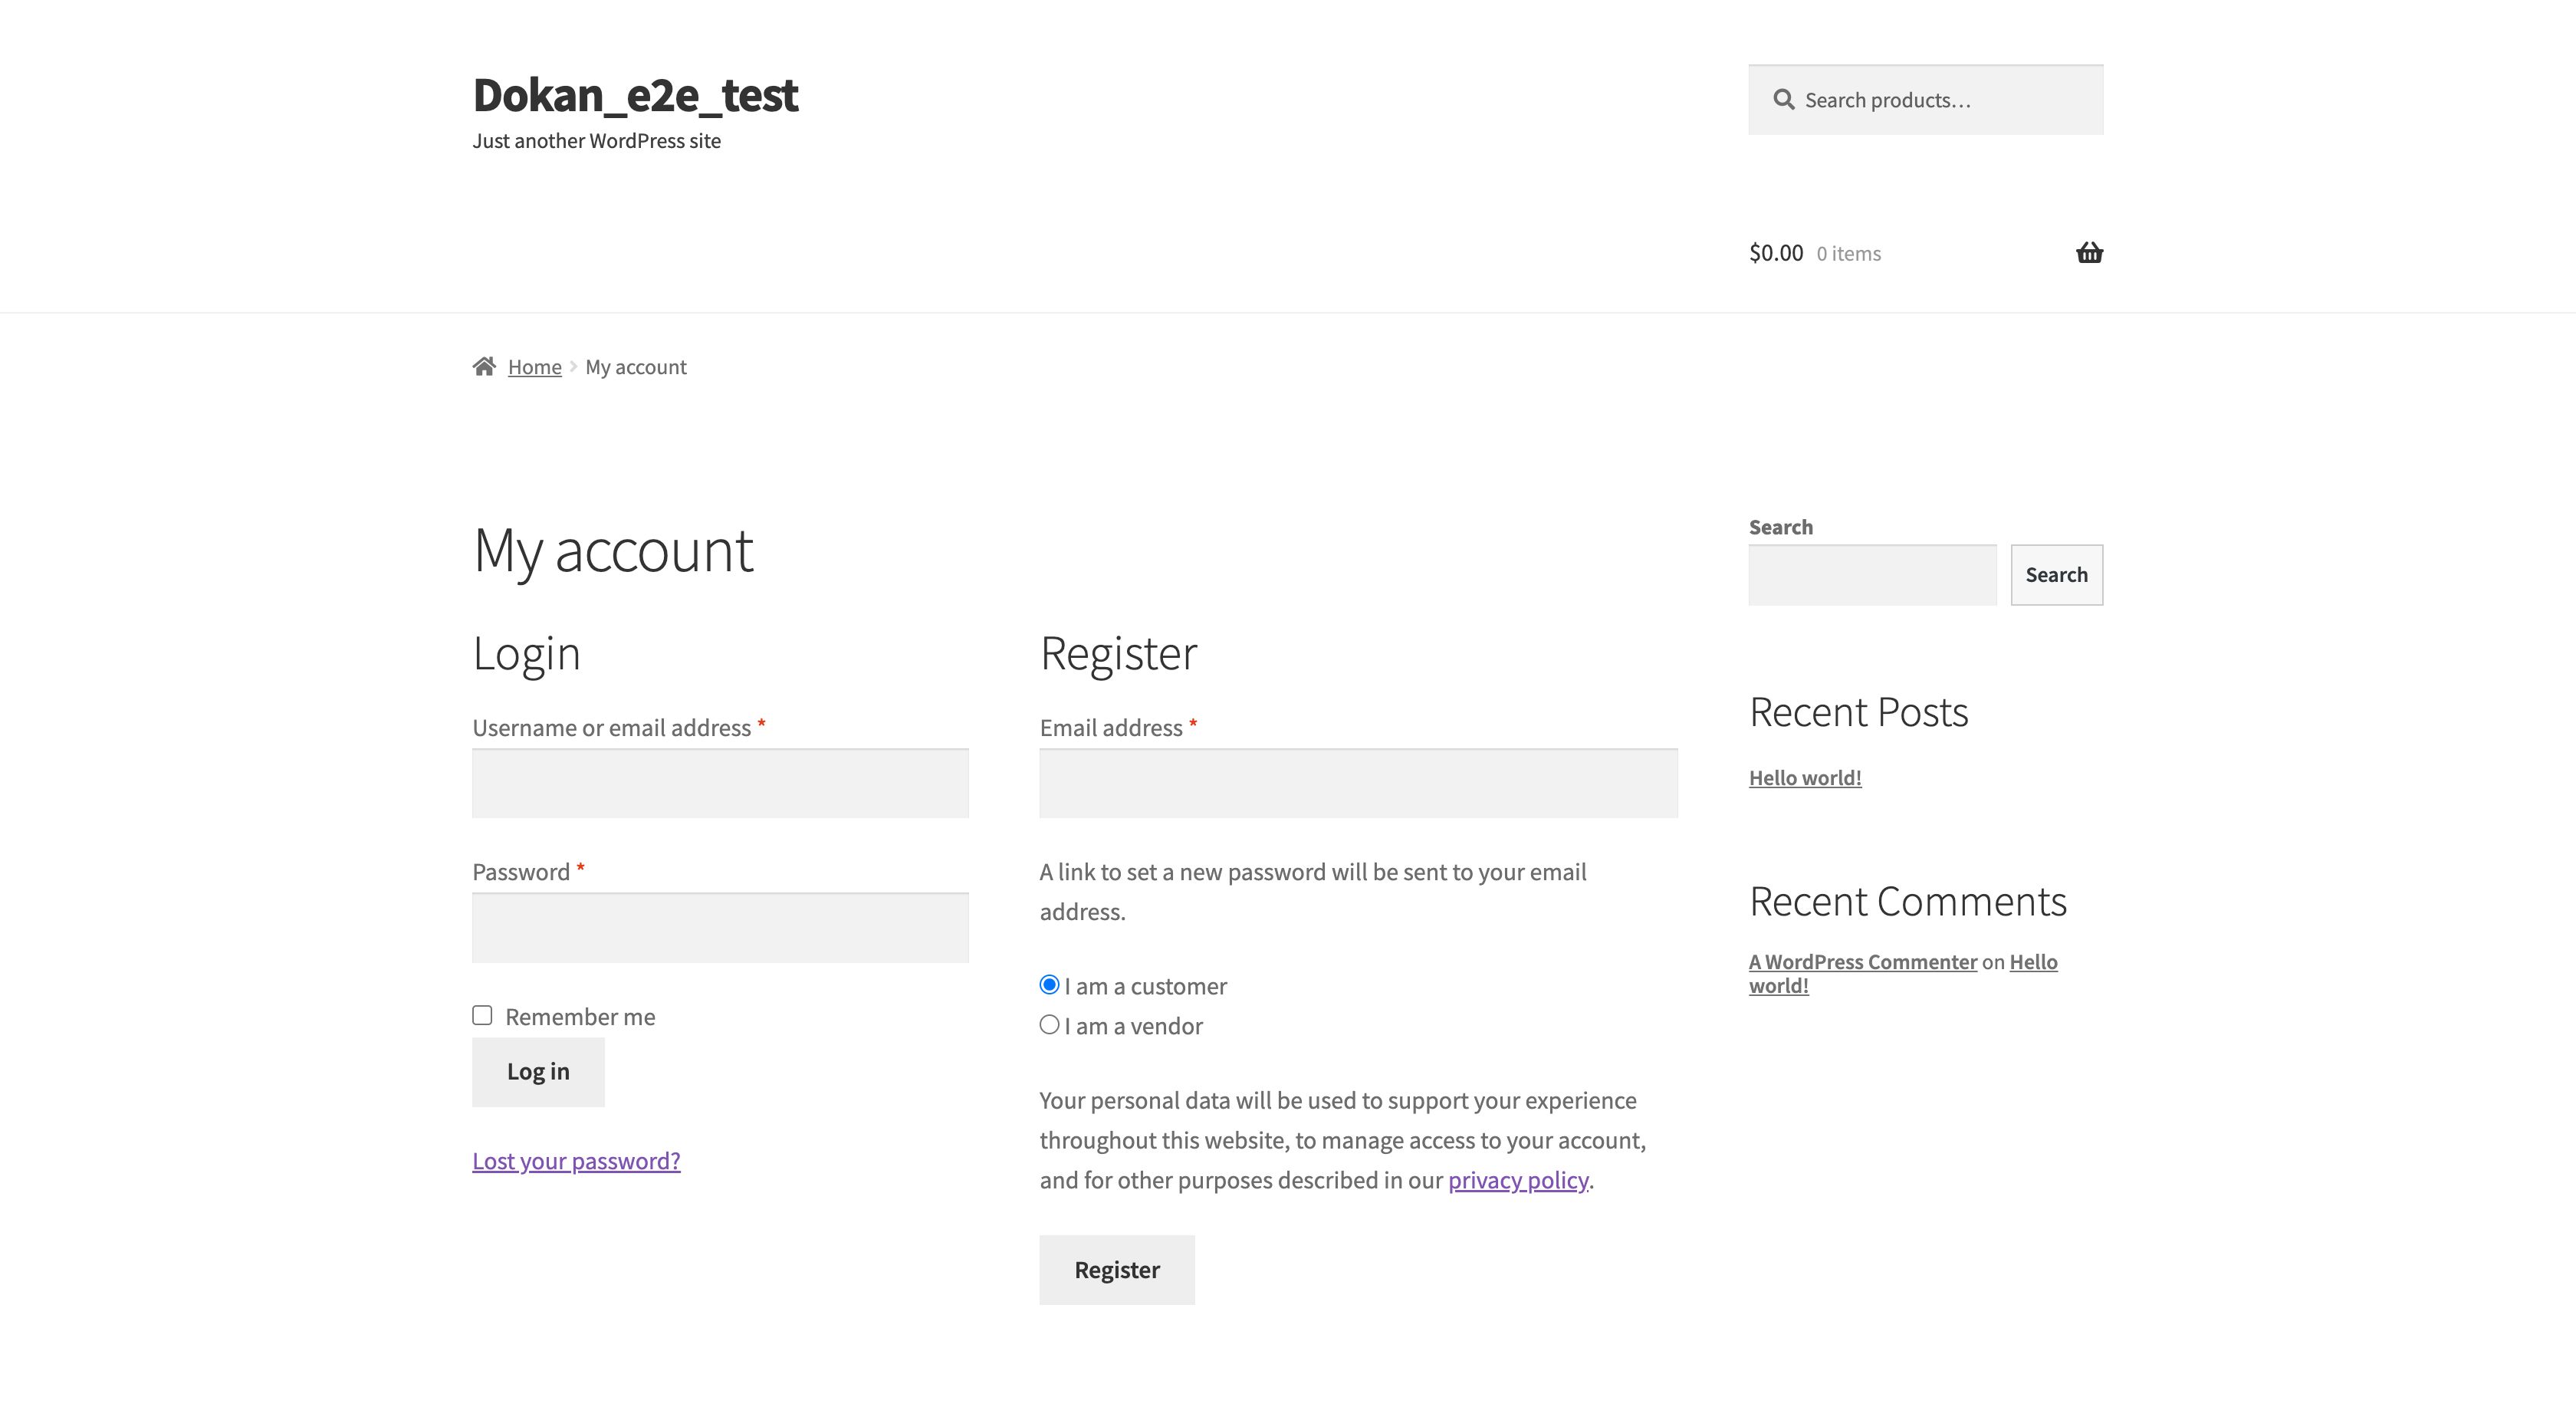 Dokan_e2e_test
Just another WordPress site
Search products…
$0.00 0 items
Home My account
My account
Login
Username or email address *
Password *
Remember me
Log in
Lost your password?
Register
Email address *
A link to set a new password will be sent to your email
address.
I am a customer
I am a vendor
Your personal data will be used to support your experience
throughout this website, to manage access to your account,
and for other purposes described in our privacy policy.
Register
Search
Search
Recent Posts
Hello world!
Recent Comments
A WordPress Commenter on Hello
world!